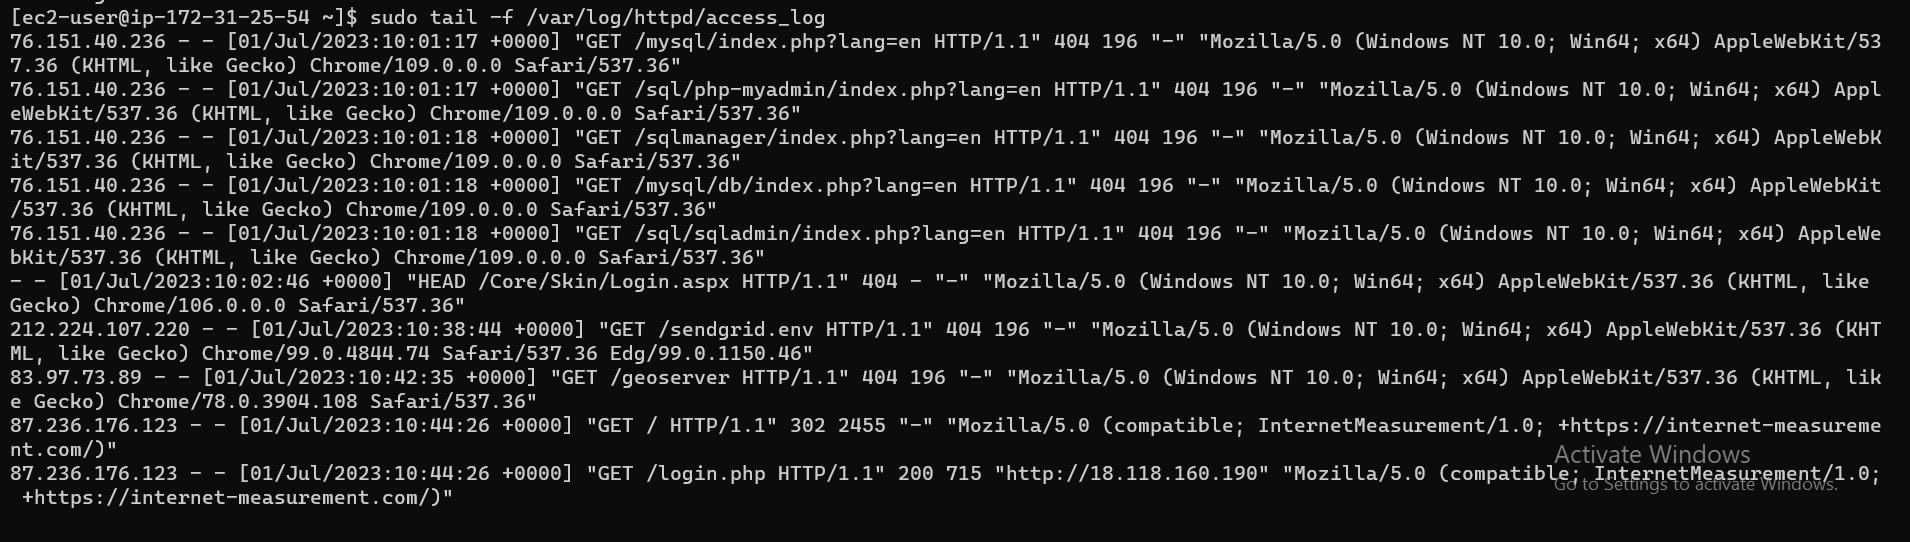 [ec2-user@ip-172-31-25-54 ~]$ sudo tail -f /var/log/httpd/access_log
76.151.40.236 - - [01/Jul/2023:10:01:17 +0000] "GET /mysql/index.php?lang=en HTTP/1.1" 404 196 "-" "Mozilla/5.0 (Windows NT 10.0; Win64; x64) AppleWebKit/53
7.36 (KHTML, like Gecko) Chrome/109.0.0.0 Safari/537.36"
76.151.40.236 - - [01/Jul/2023:10:01:17 +0000] "GET /sql/php-myadmin/index.php?lang=en HTTP/1.1" 404 196 "-" "Mozilla/5.0 (Windows NT 10.0; Win64; x64) Appl
eWebKit/537.36 (KHTML, like Gecko) Chrome/109.0.0.0 Safari/537.36"
76.151.40.236 - - [01/Jul/2023:10:01:18 +0000] "GET /sqlmanager/index.php?lang=en HTTP/1.1" 404 196 "-" "Mozilla/5.0 (Windows NT 10.0; Win64; x64) AppleWebK
it/537.36 (KHTML, like Gecko) Chrome/109.0.0.0 Safari/537.36"
76.151.40.236 - - [01/Jul/2023:10:01:18 +0000] "GET /mysql/db/index.php?lang=en HTTP/1.1" 404 196 "-" "Mozilla/5.0 (Windows NT 10.0; Win64; x64) AppleWebKit
/537.36 (KHTML, like Gecko) Chrome/109.0.0.0 Safari/537.36"
76.151.40.236 - - [01/Jul/2023:10:01:18 +0000] "GET /sql/sqladmin/index.php?lang=en HTTP/1.1" 404 196 "-" "Mozilla/5.0 (Windows NT 10.0; Win64; x64) AppleWe
bKit/537.36 (KHTML, like Gecko) Chrome/109.0.0.0 Safari/537.36"
- - [01/Jul/2023:10:02:46 +0000] "HEAD /Core/Skin/Login.aspx HTTP/1.1" 404 - "-" "Mozilla/5.0 (Windows NT 10.0; Win64; x64) AppleWebKit/537.36 (KHTML, like
Gecko) Chrome/106.0.0.0 Safari/537.36"
212.224.107.220 - - [01/Jul/2023:10:38:44 +0000] "GET /sendgrid.env HTTP/1.1" 404 196 "-" "Mozilla/5.0 (Windows NT 10.0; Win64; x64) AppleWebKit/537.36 (KHT
ML, like Gecko) Chrome/99.0.4844.74 Safari/537.36 Edg/99.0.1150.46"
83.97.73.89 - - [01/Jul/2023:10:42:35 +0000] "GET /geoserver HTTP/1.1" 404 196 "-" "Mozilla/5.0 (Windows NT 10.0; Win64; x64) AppleWebKit/537.36 (KHTML, lik
e Gecko) Chrome/78.0.3904.108 Safari/537.36"
87.236.176.123 - - [01/Jul/2023:10:44:26 +0000] "GET / HTTP/1.1" 302 2455 "-" "Mozilla/5.0 (compatible; InternetMeasurement/1.0; +https://internet-measureme
nt.com/)"
Activate Windows
87.236.176.123 - - [01/Jul/2023:10:44:26 +0000] "GET /login.php HTTP/1.1" 200 715 "http://18.118.160.190" "Mozilla/5.0 (compatible; InternetMeasurement/1.0;
Go to Settings to activate Windows.
+https://internet-measurement.com/)"